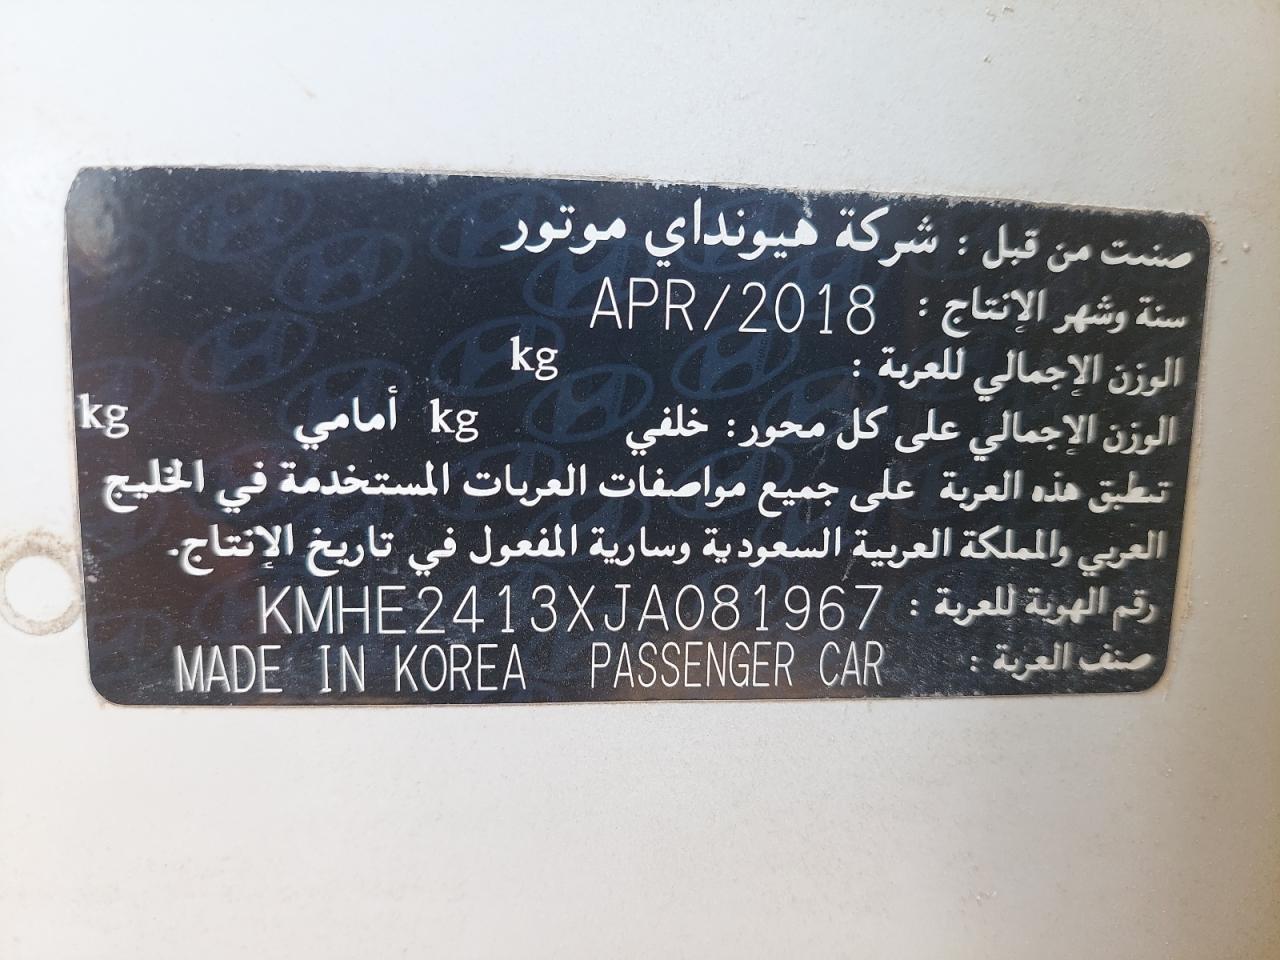 صنعت من قبل : شركة هيونداي موتور
سنة وشهر الإنتاج : APR/2018
الوزن الإجمالي للعربة : kg
الوزن الإجمالي على كل محور: خلفي kg أمامي kg
تنطبق هذه العربة على جميع مواصفات العربات المستخدمة في الخليج
العربي والمملكة العربية السعودية وسارية المفعول في تاريخ الإنتاج.
رقم الهوية للعربة : KMHE2413XJA081967
صنف العربة : PASSENGER CAR MADE IN KOREA